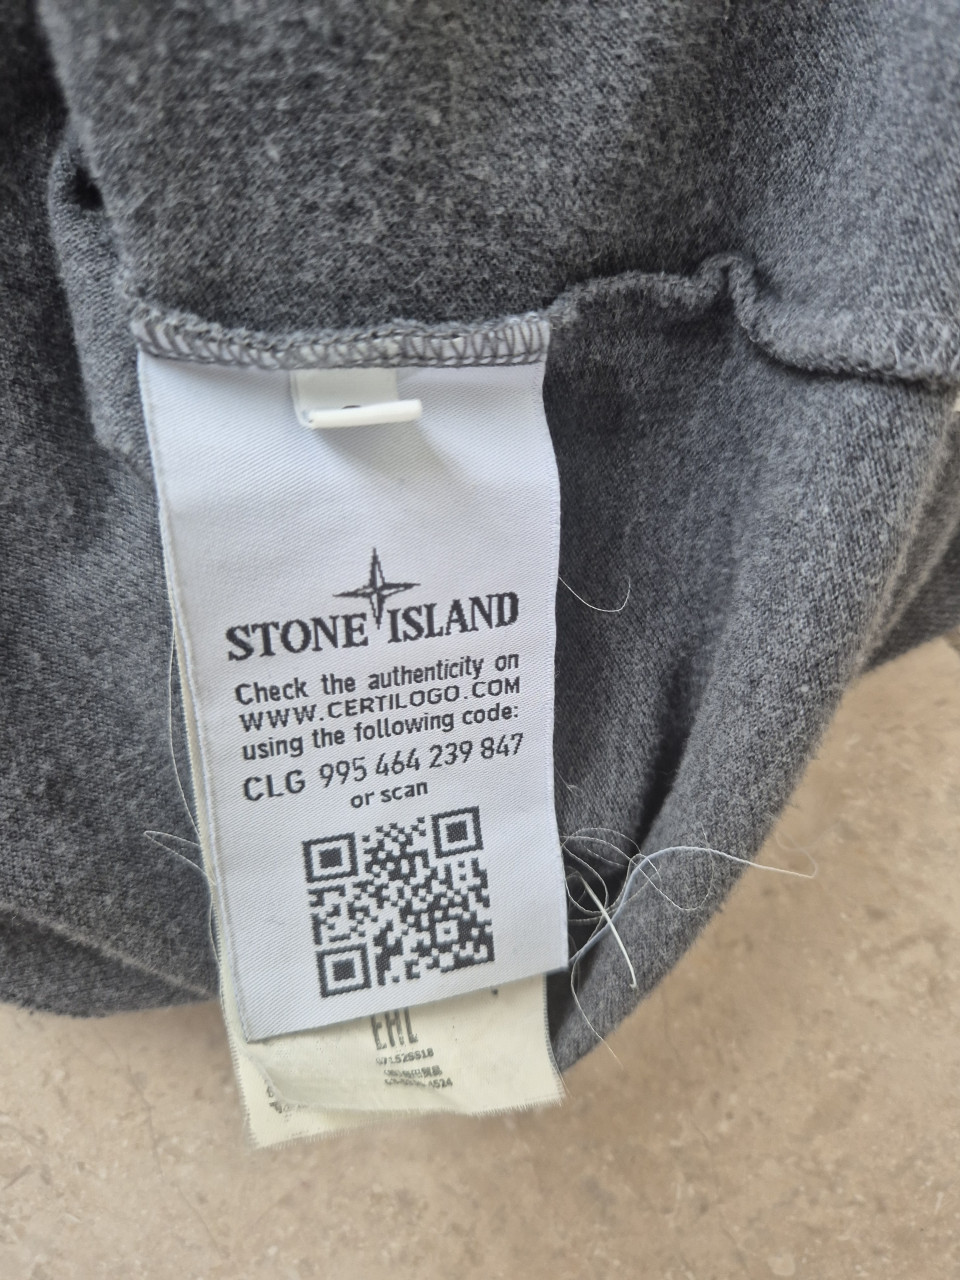 STONE ISLAND
Check the authenticity on
WWW.CERTILOGO.COM
using the following code:
CLG 995 464 239 847
or scan
EAC